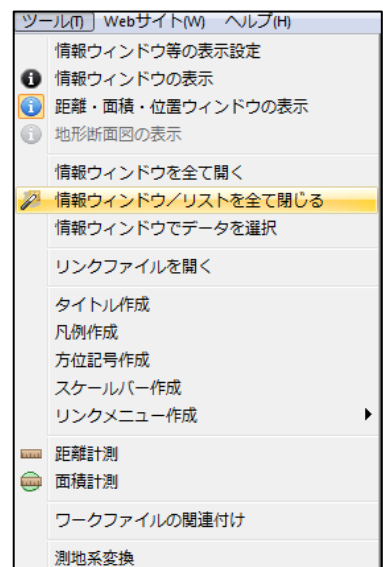 ツール(T) Webサイト(W) ヘルプ(H)
情報ウィンドウ等の表示設定
情報ウィンドウの表示
距離・面積・位置ウィンドウの表示
地形断面図の表示
情報ウィンドウを全て開く
情報ウィンドウ/リストを全て閉じる
情報ウィンドウでデータを選択
リンクファイルを開く
タイトル作成
凡例作成
方位記号作成
スケールバー作成
リンクメニュー作成
距離計測
面積計測
ワークファイルの関連付け
測地系変換